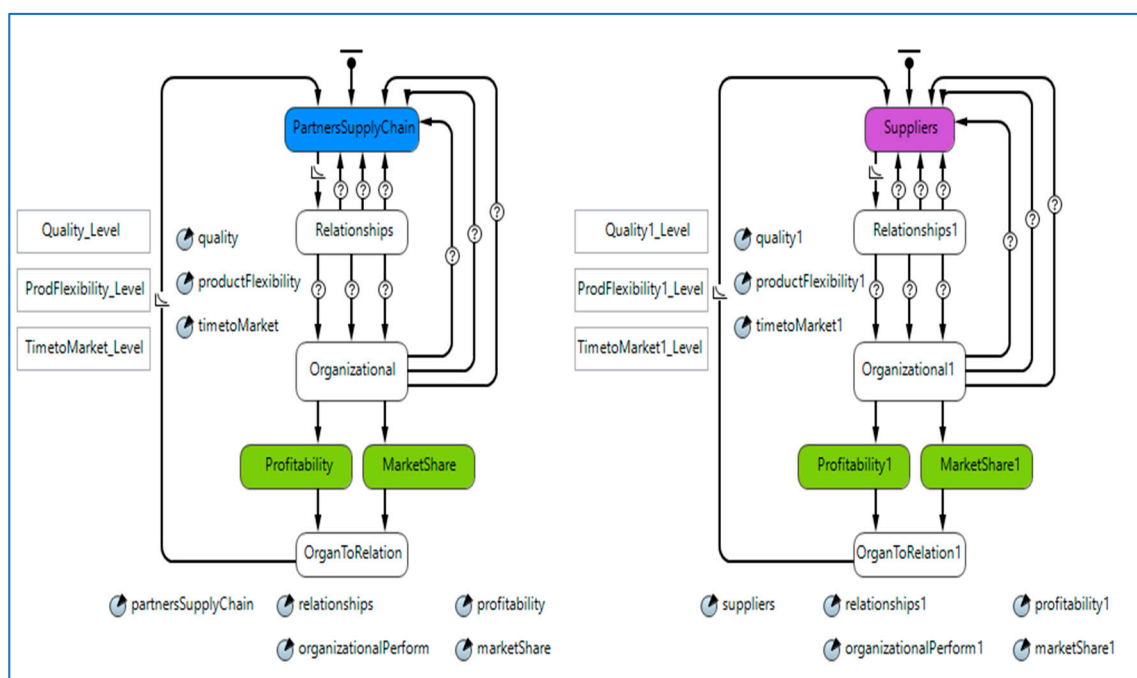 PartnersSupplyChain
?
?
?
?
?
?
Relationships
Quality_Level
quality
ProdFlexibility_Level
productFlexibility
TimetoMarket_Level
timetoMarket
?
?
?
Organizational
Profitability
MarketShare
OrganToRelation
partnersSupplyChain
relationships
profitability
organizationalPerform
marketShare
Suppliers
?
?
?
?
?
?
Relationships1
Quality1_Level
quality1
ProdFlexibility1_Level
productFlexibility1
TimetoMarket1_Level
timetoMarket1
?
?
?
Organizational1
Profitability1
MarketShare1
OrganToRelation1
suppliers
relationships1
profitability1
organizationalPerform1
marketShare1